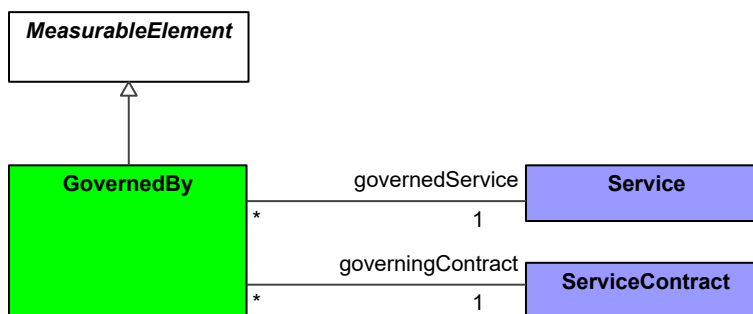 MeasurableElement
GovernedBy
governedService
Service
*
1
governingContract
ServiceContract
*
1